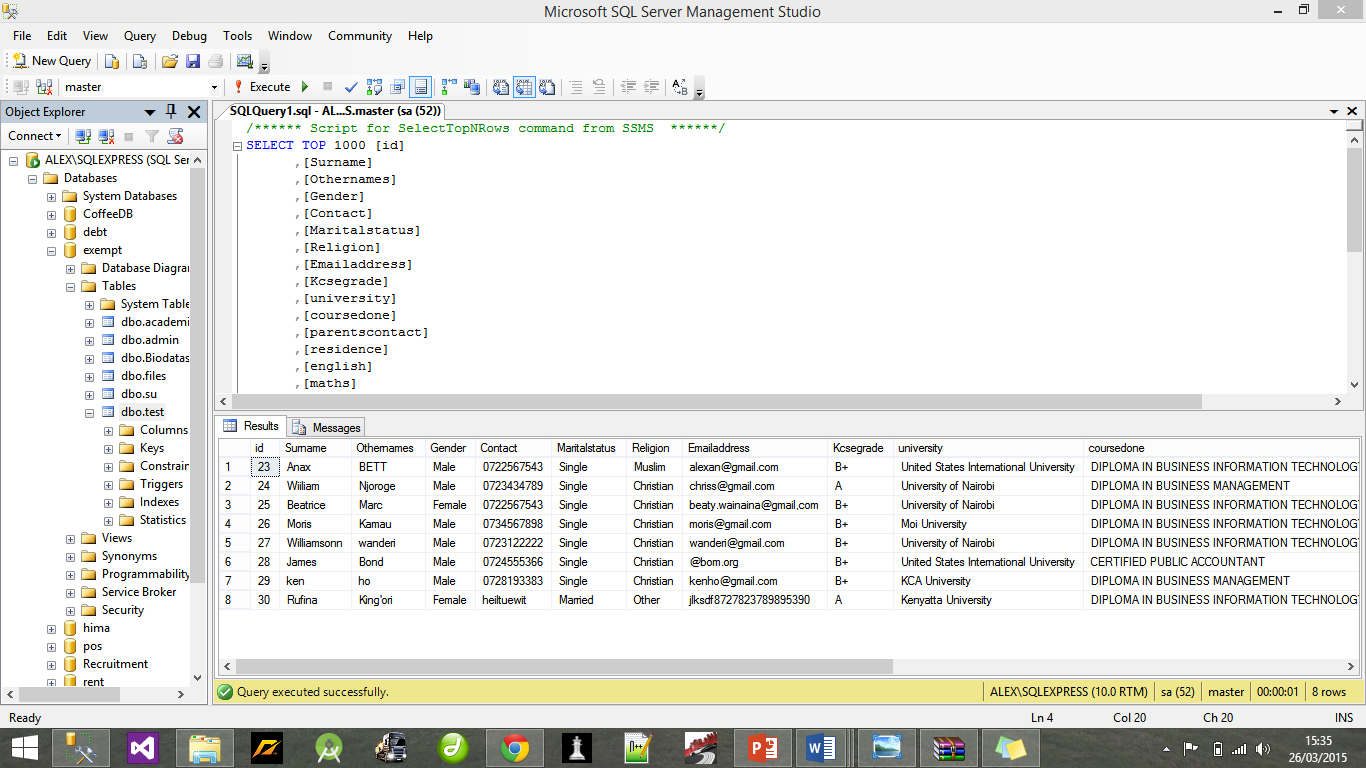 Microsoft SQL Server Management Studio
File Edit View Query Debug Tools Window Community Help
New Query
master Execute
Object Explorer
Connect
ALEX\SQLEXPRESS (SQL Ser
Databases
System Databases
CoffeeDB
debt
exempt
Database Diagra
Tables
System Table
dbo.academi
dbo.admin
dbo.Biodatas
dbo.files
dbo.su
dbo.test
Columns
Keys
Constrain
Triggers
Indexes
Statistics
Views
Synonyms
Programmability
Service Broker
Security
hima
pos
Recruitment
rent
SQLQuery1.sql - AL...S.master (sa (52))
/****** Script for SelectTopNRows command from SSMS ******/
SELECT TOP 1000 [id]
,[Surname]
,[Othernames]
,[Gender]
,[Contact]
,[Maritalstatus]
,[Religion]
,[Emailaddress]
,[Kcsegrade]
,[university]
,[coursedone]
,[parentscontact]
,[residence]
,[english]
,[maths]
Results Messages
id Surname Othernames Gender Contact Maritalstatus Religion Emailaddress Kcsegrade university coursedone
1 23 Anax BETT Male 0722567543 Single Muslim alexan@gmail.com B+ United States International University DIPLOMA IN BUSINESS INFORMATION TECHNOLOG
2 24 Wiiliam Njoroge Male 0723434789 Single Christian chriss@gmail.com A University of Nairobi DIPLOMA IN BUSINESS MANAGEMENT
3 25 Beatrice Marc Female 0722567543 Single Christian beaty.wainaina@gmail,com B+ University of Nairobi DIPLOMA IN BUSINESS INFORMATION TECHNOLOG
4 26 Moris Kamau Male 0734567898 Single Christian moris@gmail.com B+ Moi University DIPLOMA IN BUSINESS INFORMATION TECHNOLOG
5 27 Williamsonn wanderi Male 0723122222 Single Christian wanderi@gmail.com B+ University of Nairobi DIPLOMA IN BUSINESS INFORMATION TECHNOLOG
6 28 James Bond Male 0724555366 Single Christian @bom.org B+ United States International University CERTIFIED PUBLIC ACCOUNTANT
7 29 ken ho Male 0728193383 Single Christian kenho@gmail.com B+ KCA University DIPLOMA IN BUSINESS MANAGEMENT
8 30 Rufina King'ori Female heiltuewit Married Other jlksdf8727823789895390 A Kenyatta University DIPLOMA IN BUSINESS INFORMATION TECHNOLOG
Query executed successfully. ALEX\SQLEXPRESS (10.0 RTM) sa (52) master 00:00:01 8 rows
Ready Ln 4 Col 20 Ch 20 INS
15:35
26/03/2015